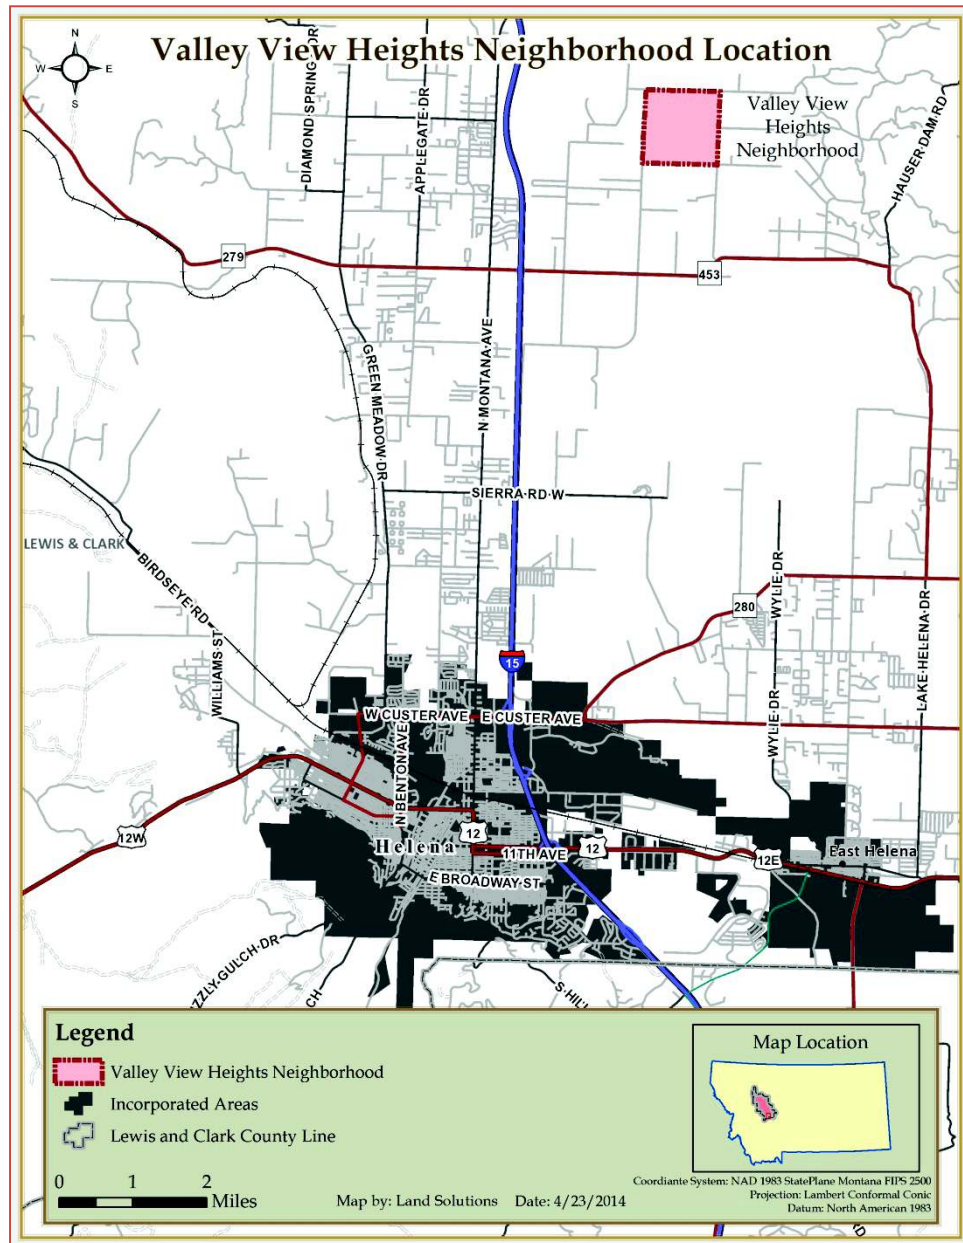 Valley View Heights Neighborhood Location
N
W
E
S
DIAMOND SPRING DR
APPLEGATE DR
Valley View
Heights
Neighborhood
HAUSER DAM RD
279
453
GREEN MEADOW DR
N MONTANA AVE
SIERRA RD W
LEWIS & CLARK
BIRDSEYE RD
WILLIAMS ST
WYLIE DR
280
LAKE HELENA DR
15
W CUSTER AVE
E CUSTER AVE
WYLIE DR
N BENTON AVE
12W
12
Helena
11TH AVE
12
12E
East Helena
E BROADWAY ST
ZZLY GULCH DR
CH
S HIL
Legend
Valley View Heights Neighborhood
Incorporated Areas
Lewis and Clark County Line
0 1 2
Miles
Map by: Land Solutions Date: 4/23/2014
Map Location
Coordiante System: NAD 1983 StatePlane Montana FIPS 2500
Projection: Lambert Conformal Conic
Datum: North American 1983
RD